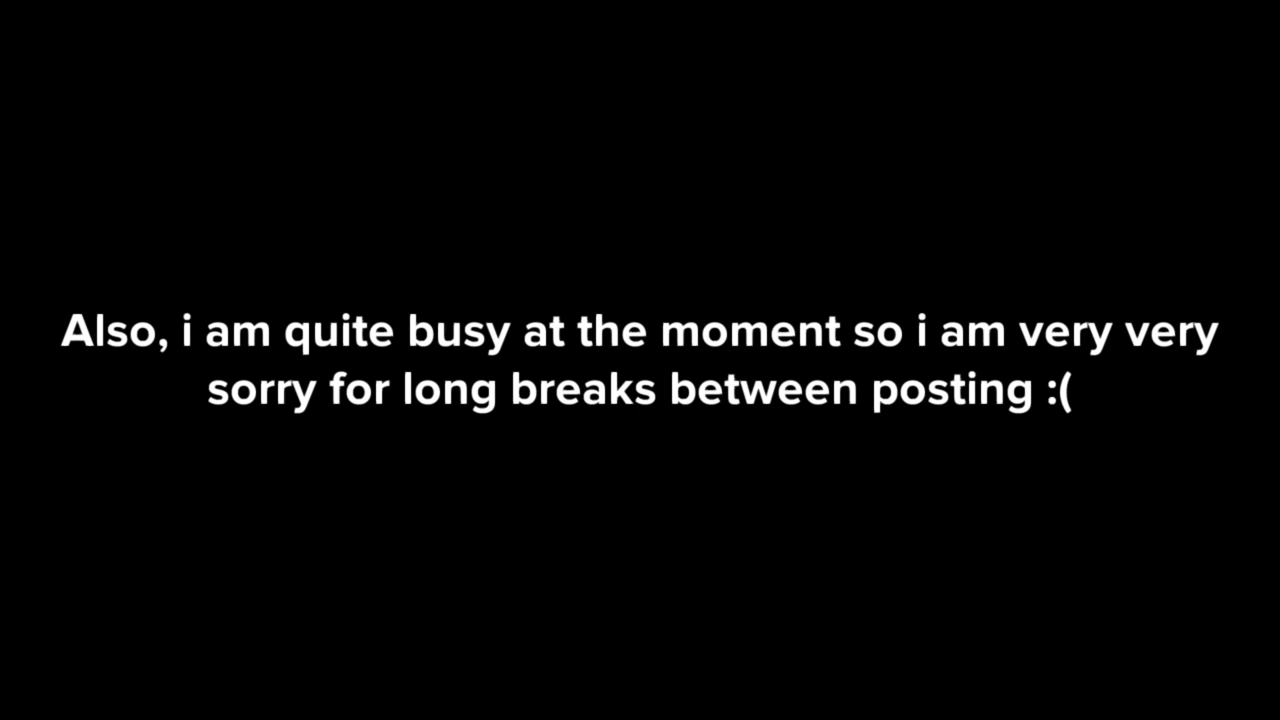 Also, i am quite busy at the moment so i am very very
sorry for long breaks between posting :(